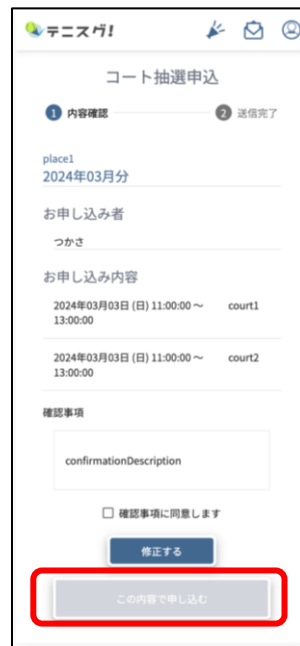 テニスグ!
コート抽選申込
1 内容確認
2 送信完了
place1
2024年03月分
お申し込み者
つかさ
お申し込み内容
2024年03月03日 (日) 11:00:00 ～ court1
13:00:00
2024年03月03日 (日) 11:00:00 ～ court2
13:00:00
確認事項
confirmationDescription
確認事項に同意します
修正する
この内容で申し込む